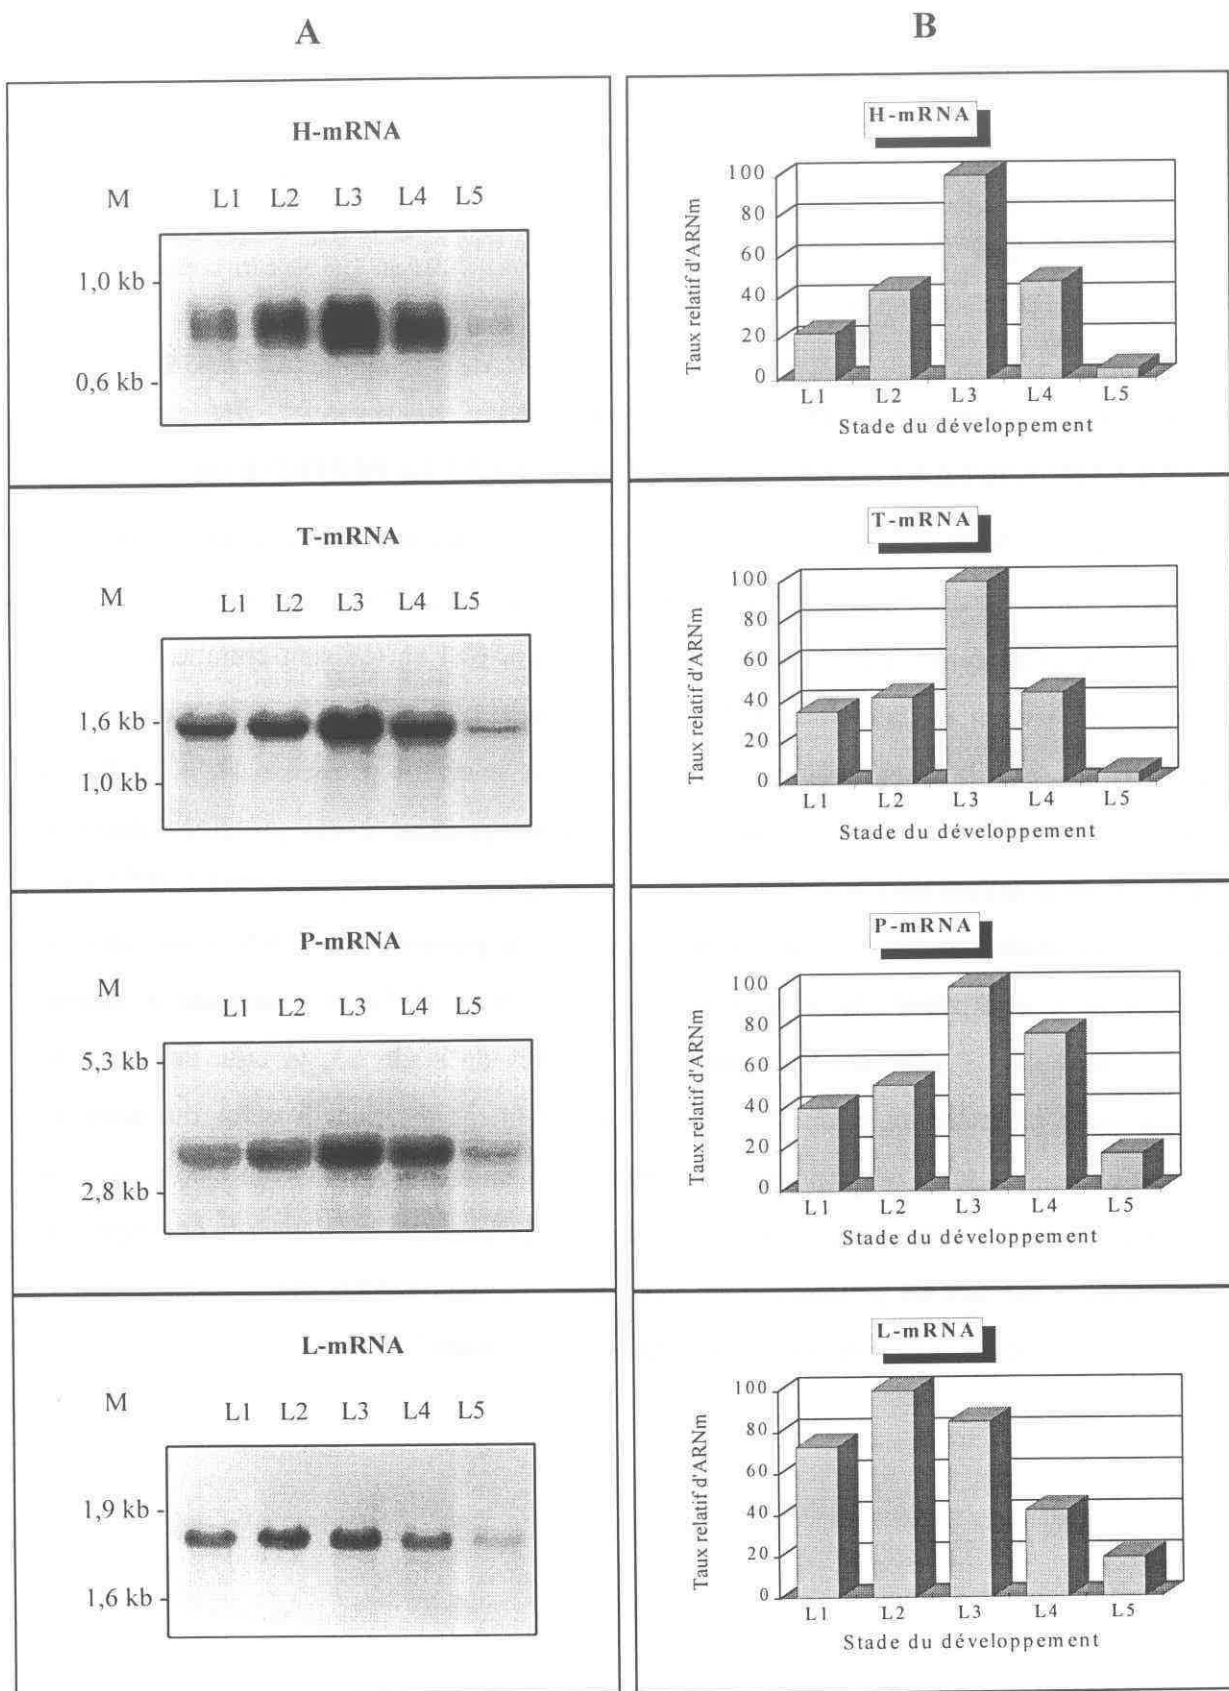 A
B
H-mRNA
M L1 L2 L3 L4 L5
1,0 kb -
0,6 kb -
H-mRNA
Taux relatif d'ARNm
100
80
60
40
20
0
L1 L2 L3 L4 L5
Stade du développement
T-mRNA
M L1 L2 L3 L4 L5
1,6 kb -
1,0 kb -
T-mRNA
Taux relatif d'ARNm
100
80
60
40
20
0
L1 L2 L3 L4 L5
Stade du développement
P-mRNA
M L1 L2 L3 L4 L5
5,3 kb -
2,8 kb -
P-mRNA
Taux relatif d'ARNm
100
80
60
40
20
0
L1 L2 L3 L4 L5
Stade du développement
L-mRNA
M L1 L2 L3 L4 L5
1,9 kb -
1,6 kb -
L-mRNA
Taux relatif d'ARNm
100
80
60
40
20
0
L1 L2 L3 L4 L5
Stade du développement